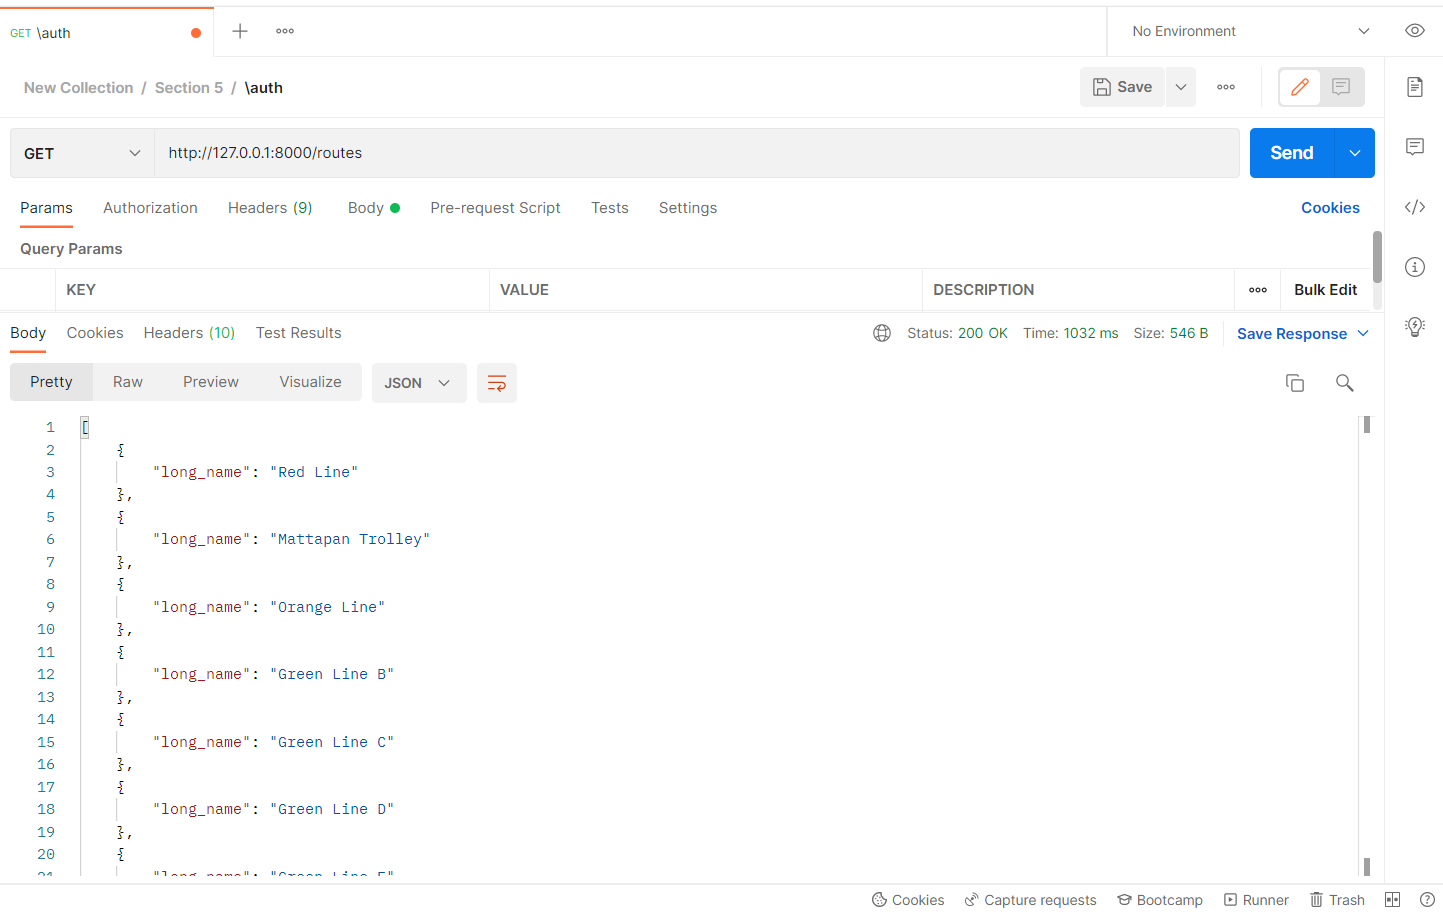 GET \auth
No Environment
New Collection / Section 5 / \auth
Save
GET
http://127.0.0.1:8000/routes
Send
Params Authorization Headers (9) Body Pre-request Script Tests Settings
Cookies
Query Params
KEY VALUE DESCRIPTION Bulk Edit
Body Cookies Headers (10) Test Results
Status: 200 OK Time: 1032 ms Size: 546 B Save Response
Pretty Raw Preview Visualize JSON
1 [
2 {
3 "long_name": "Red Line"
4 },
5 {
6 "long_name": "Mattapan Trolley"
7 },
8 {
9 "long_name": "Orange Line"
10 },
11 {
12 "long_name": "Green Line B"
13 },
14 {
15 "long_name": "Green Line C"
16 },
17 {
18 "long_name": "Green Line D"
19 },
20 {
21 "long_name": "Green Line E"
Cookies Capture requests Bootcamp Runner Trash